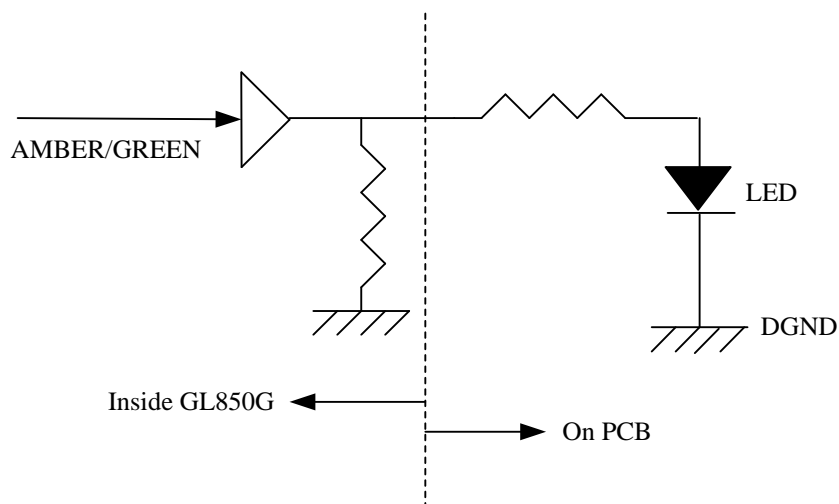 AMBER/GREEN
LED
DGND
Inside GL850G
On PCB